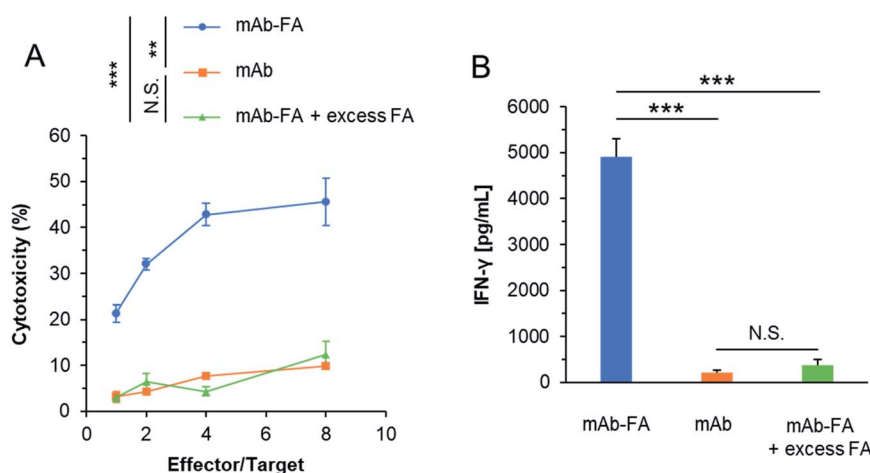 A
***
**
N.S.
mAb-FA
mAb
mAb-FA + excess FA
60
50
40
30
20
10
0
Cytotoxicity (%)
0 2 4 6 8 10
Effector/Target
B
***
***
N.S.
6000
5000
4000
3000
2000
1000
0
IFN-γ [pg/mL]
mAb-FA
mAb
mAb-FA
+ excess FA